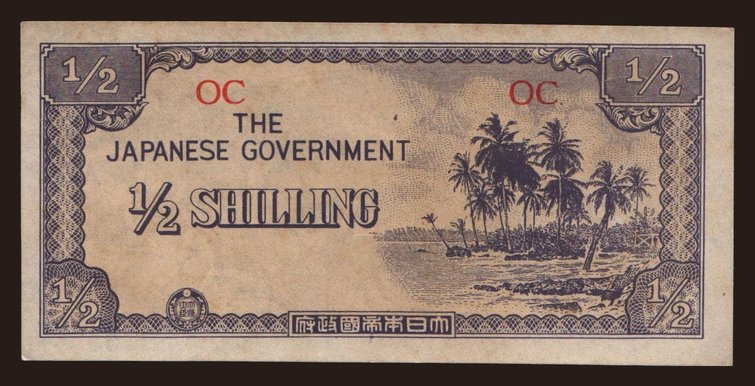 1/2 1/2
OC OC
THE
JAPANESE GOVERNMENT
1/2 SHILLING
1/2 1/2
府政國帝本日大